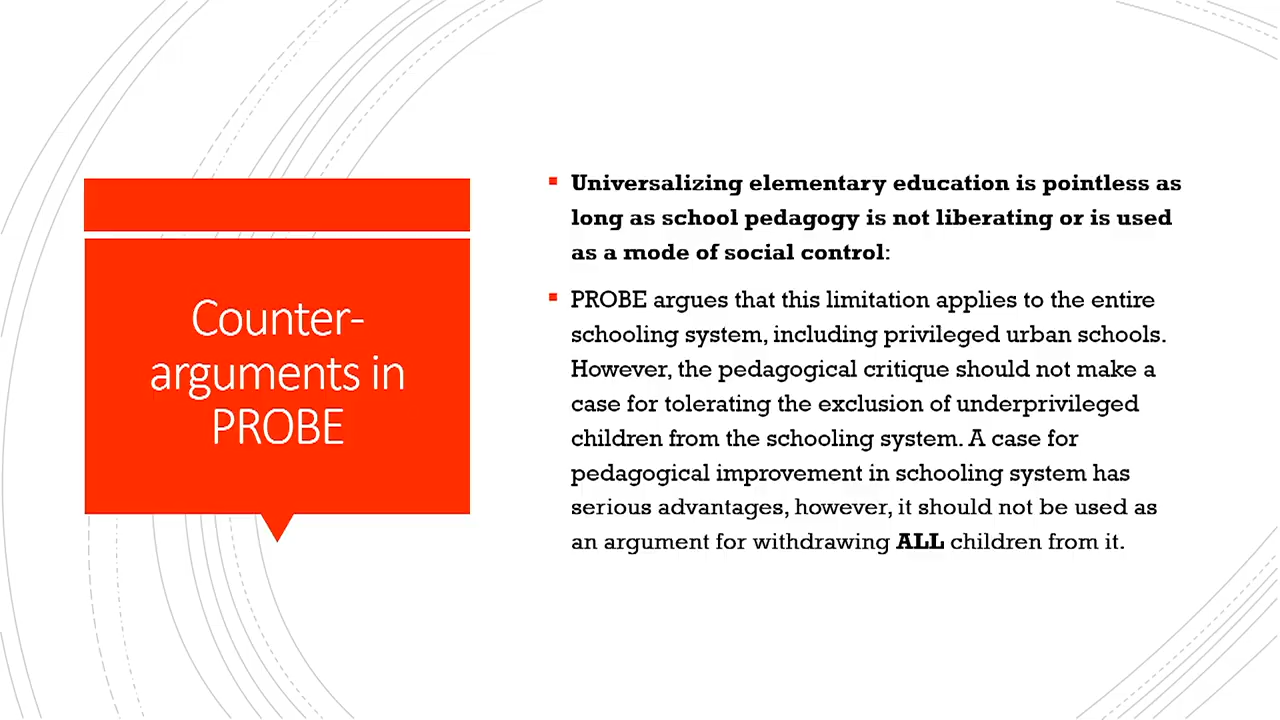 Counter-
arguments in
PROBE
Universalizing elementary education is pointless as
long as school pedagogy is not liberating or is used
as a mode of social control:
PROBE argues that this limitation applies to the entire
schooling system, including privileged urban schools.
However, the pedagogical critique should not make a
case for tolerating the exclusion of underprivileged
children from the schooling system. A case for
pedagogical improvement in schooling system has
serious advantages, however, it should not be used as
an argument for withdrawing ALL children from it.